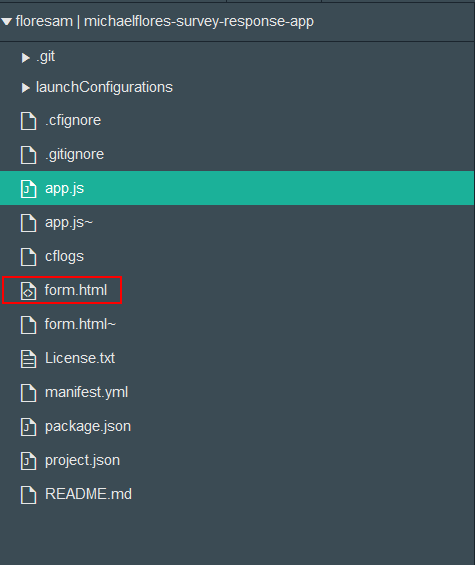 floresam | michaelflores-survey-response-app
.git
launchConfigurations
.cfignore
.gitignore
app.js
app.js~
cflogs
form.html
form.html~
License.txt
manifest.yml
package.json
project.json
README.md